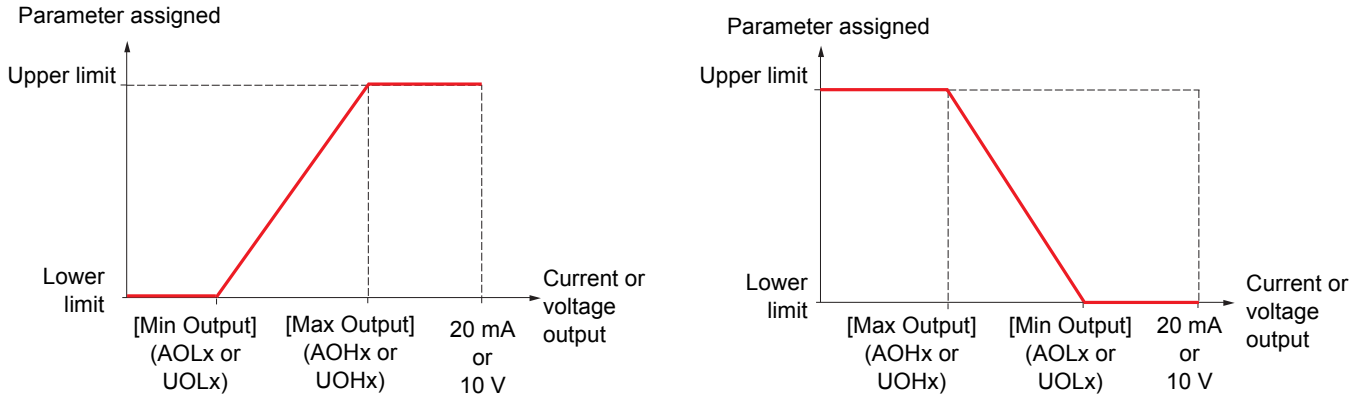 Parameter assigned
Upper limit
Lower
limit
[Min Output]
(AOLx or
UOLx)
[Max Output]
(AOHx or
UOHx)
20 mA
or
10 V
Current or
voltage
output
Parameter assigned
Upper limit
Lower
limit
[Max Output]
(AOHx or
UOHx)
[Min Output]
(AOLx or
UOLx)
20 mA
or
10 V
Current or
voltage
output